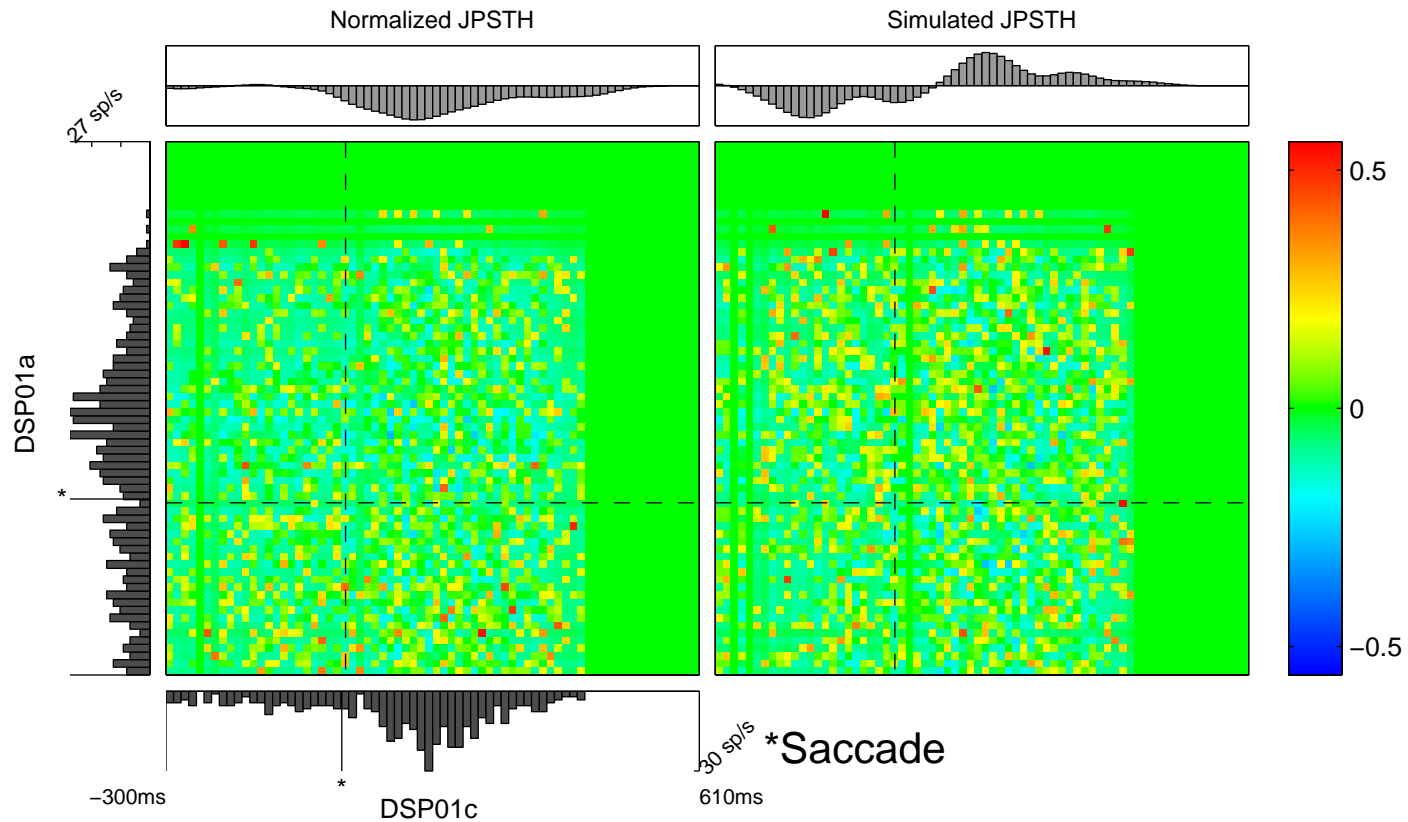 Normalized JPSTH
Simulated JPSTH
27 sp/s
0.5
0
−0.5
DSP01a
*
*
30 sp/s
*Saccade
−300ms
DSP01c
610ms